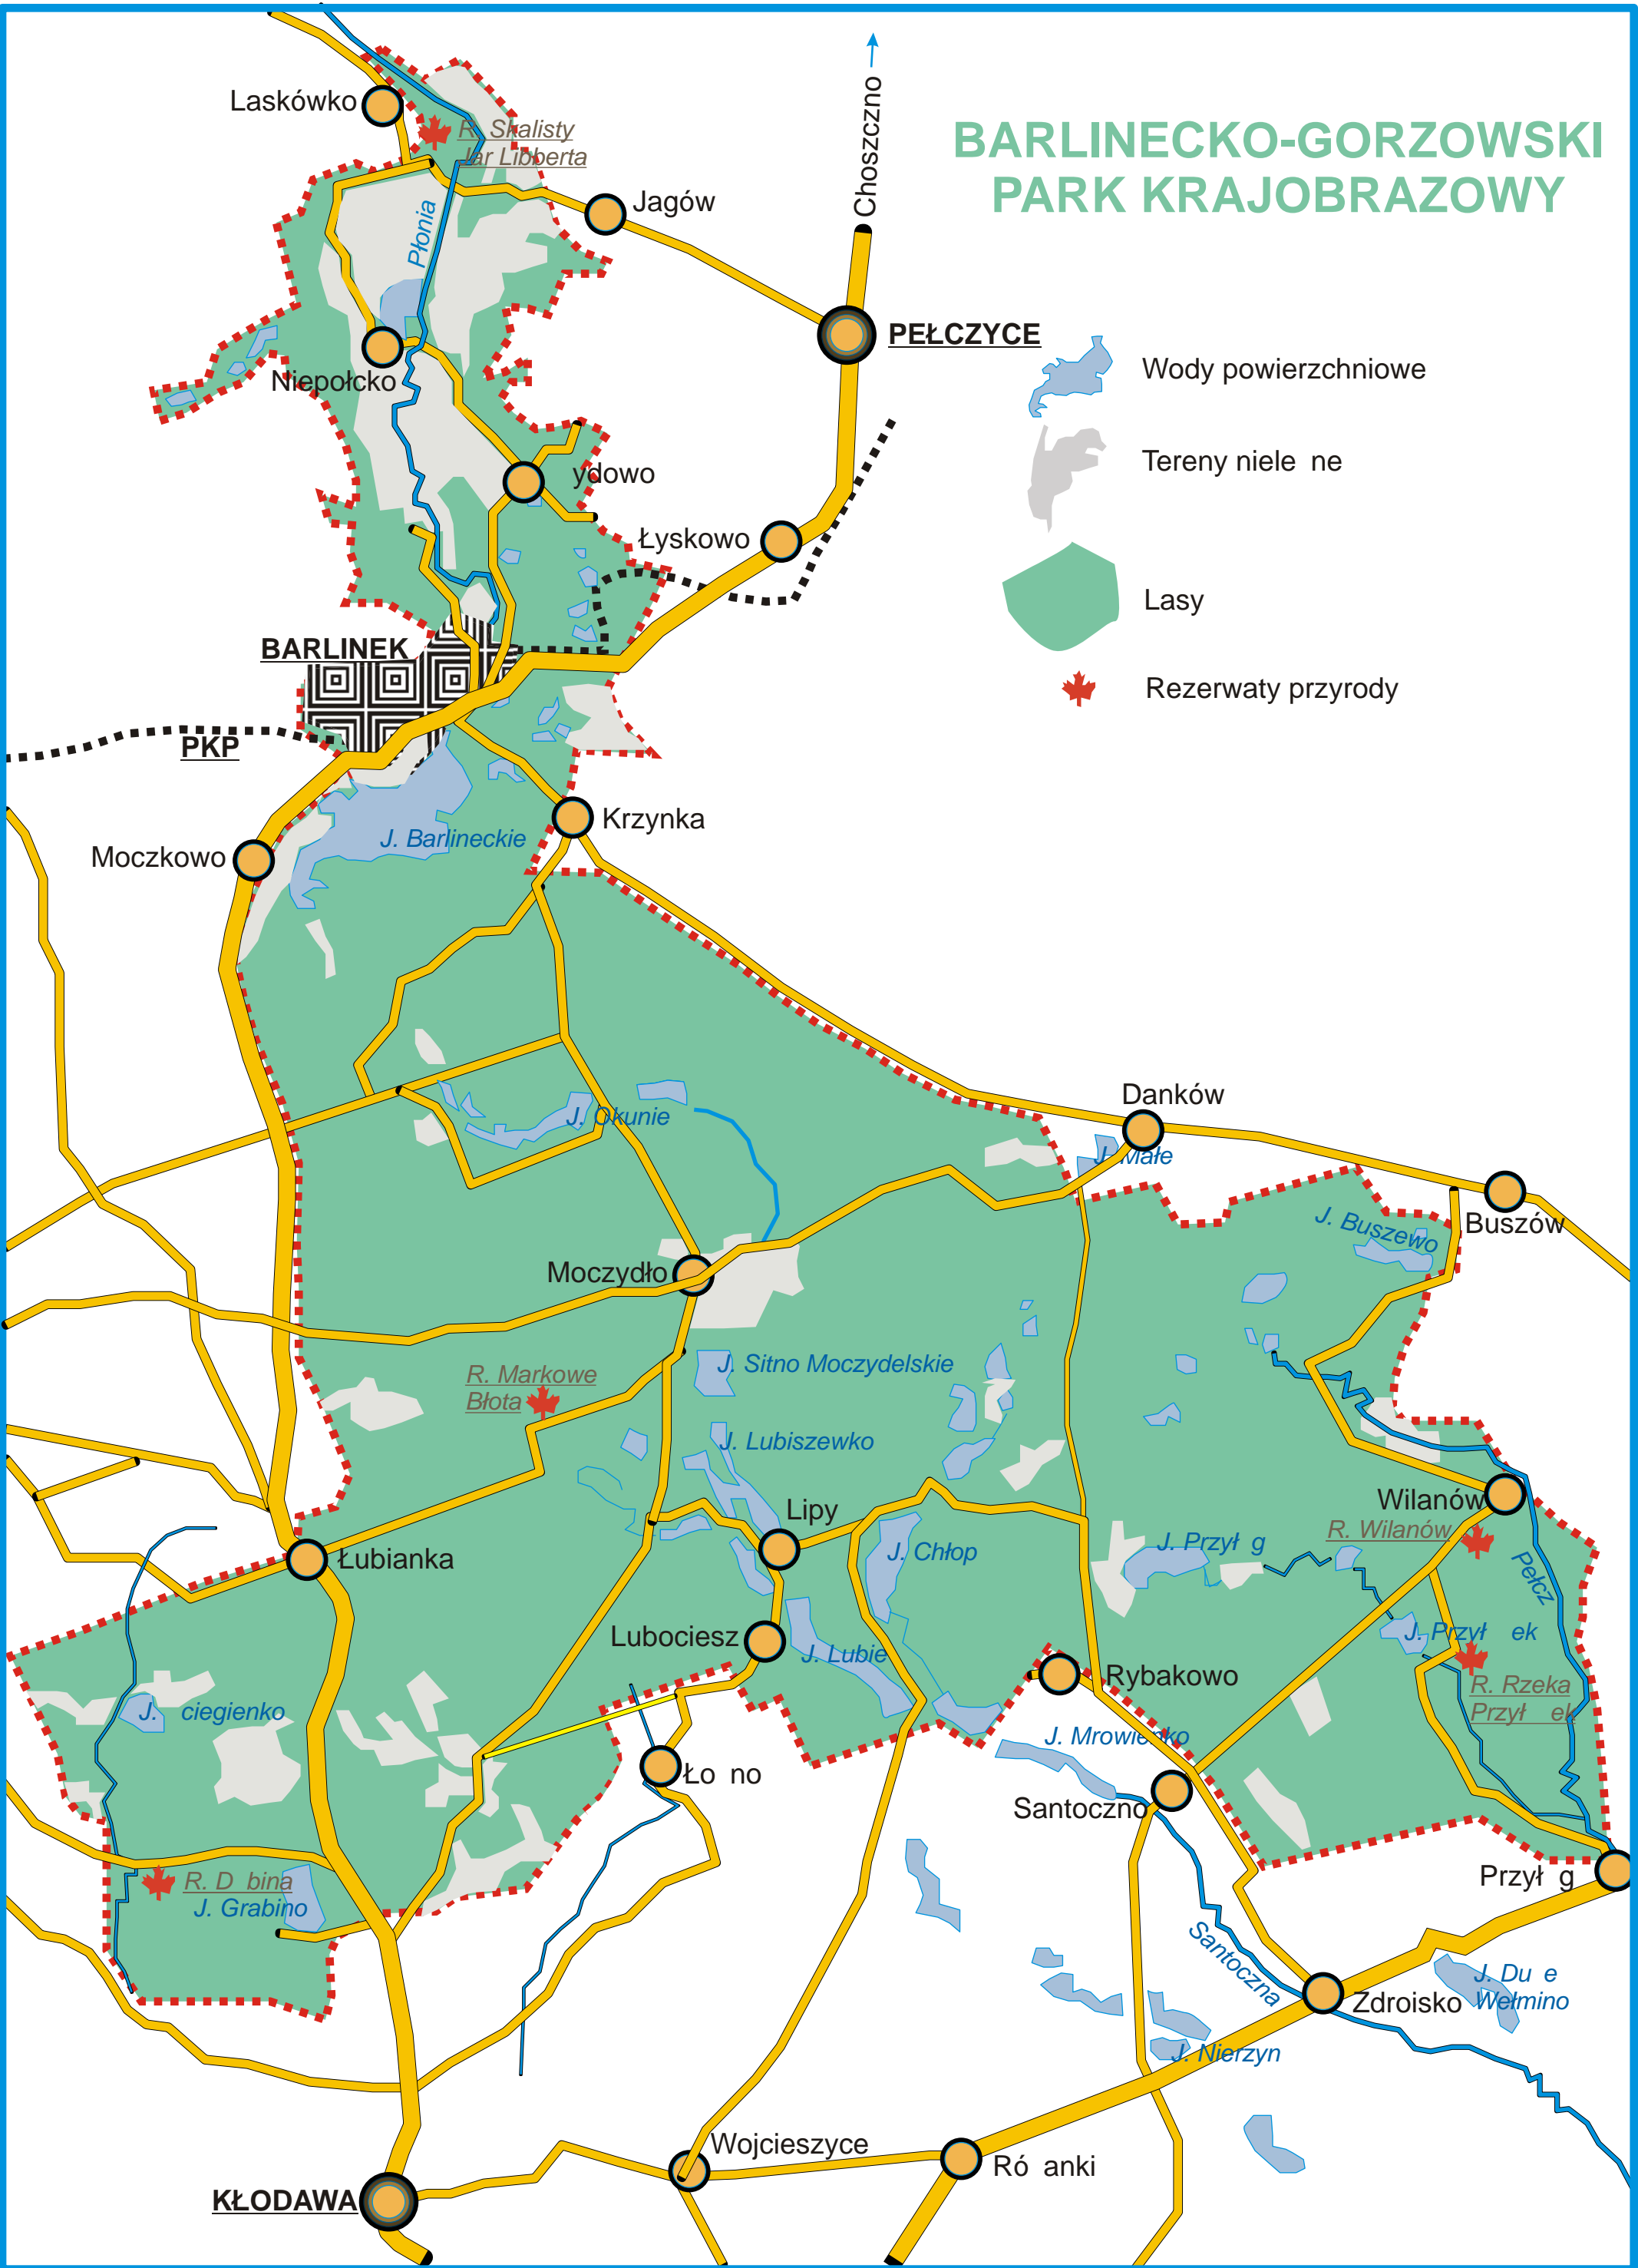 Choszczno
BARLINECKO-GORZOWSKI
PARK KRAJOBRAZOWY
Laskówko
R. Skalisty
Jar Libberta
Jagów
Płonia
PEŁCZYCE
Wody powierzchniowe
Niepołcko
Tereny niele ne
ydowo
Łyskowo
Lasy
BARLINEK
Rezerwaty przyrody
PKP
Krzynka
J. Barlineckie
Moczkowo
Danków
J. Okunie
J. Małe
J. Buszewo
Buszów
Moczydło
J. Sitno Moczydelskie
R. Markowe
Błota
J. Lubiszewko
Wilanów
Lipy
R. Wilanów
J. Przył g
J. Chłop
Łubianka
Pełcz
J. Przył ek
Lubociesz
J. Lubie
Rybakowo
R. Rzeka
Przył ek
J. ciegienko
J. Mrowienko
Ło no
Santoczno
Przył g
R. D bina
J. Grabino
Santoczna
J. Du e
Wełmino
Zdroisko
J. Nierzyn
Wojcieszyce
Ró anki
KŁODAWA